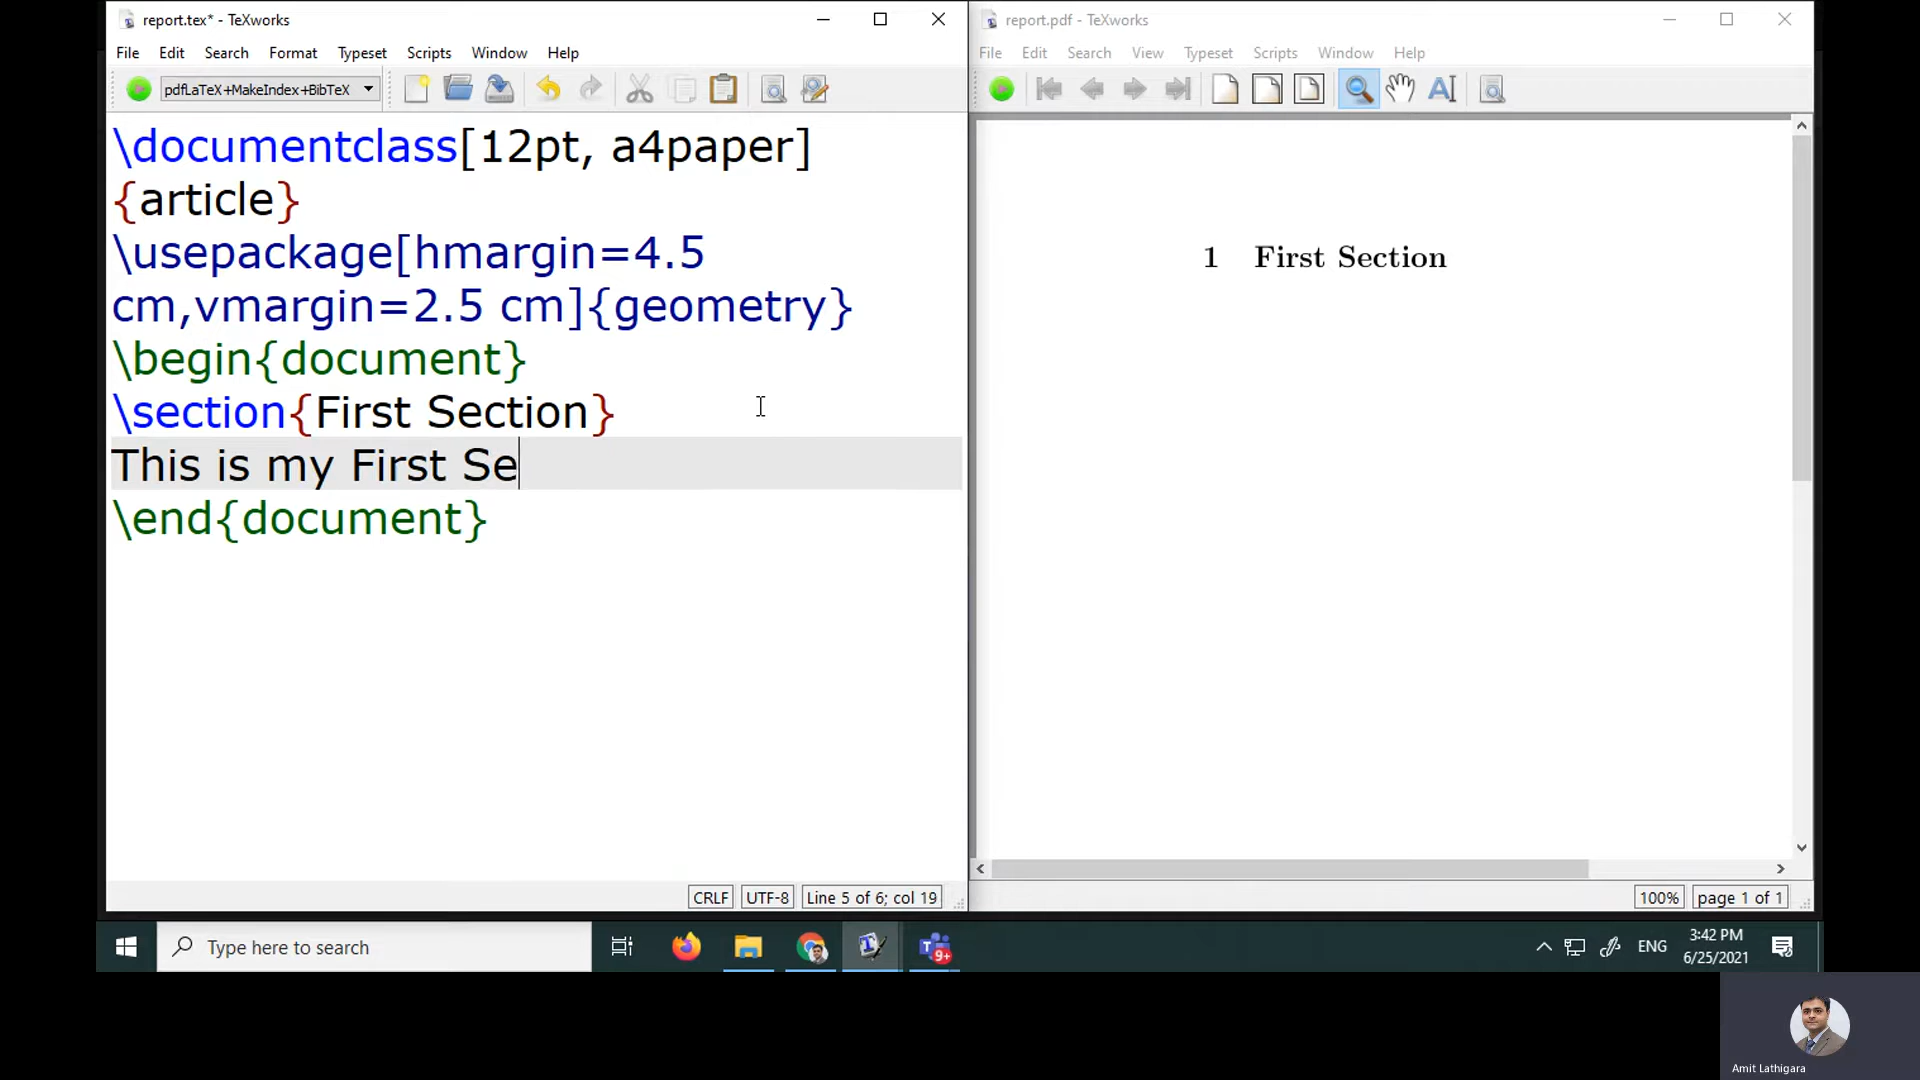 report.tex* - TeXworks
File Edit Search Format Typeset Scripts Window Help
pdfLaTeX+MakeIndex+BibTeX
\documentclass[12pt, a4paper]
{article}
\usepackage[hmargin=4.5
cm,vmargin=2.5 cm]{geometry}
\begin{document}
\section{First Section}
This is my First Se
\end{document}
CRLF UTF-8 Line 5 of 6; col 19
report.pdf - TeXworks
File Edit Search View Typeset Scripts Window Help
1 First Section
100% page 1 of 1
Type here to search
9+
ENG
3:42 PM
6/25/2021
Amit Lathigara